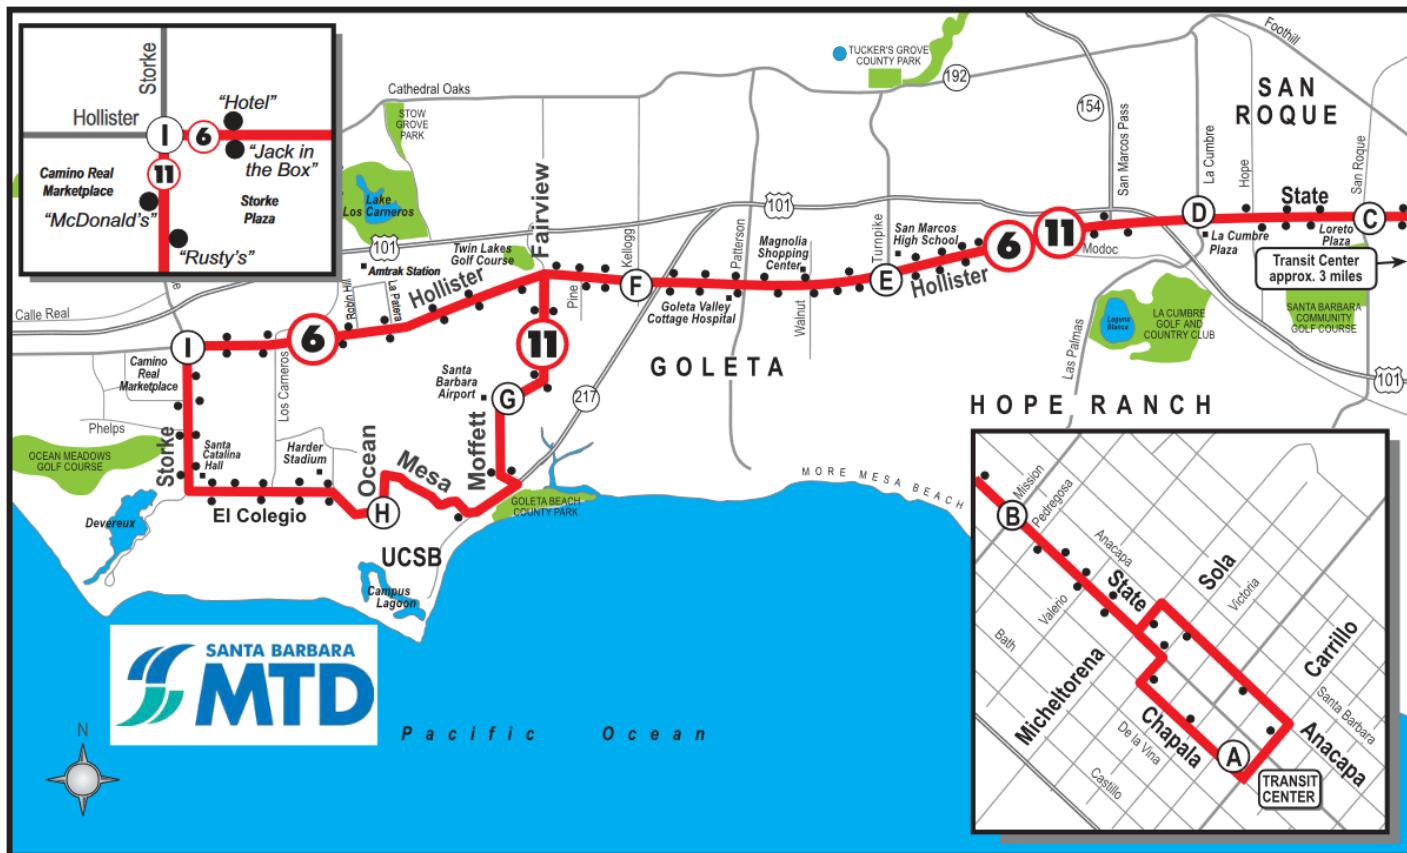 Storke
Hollister
"Hotel"
I
6
"Jack in
the Box"
11
Camino Real
Marketplace
"McDonald's"
Storke
Plaza
"Rusty's"
Cathedral Oaks
STOW
GROVE
PARK
Lake
Los Carneros
101
Twin Lakes
Golf Course
Fairview
Amtrak Station
Robin Hill
La Patera
Hollister
Calle Real
I
6
Camino
Real
Marketplace
Los Carneros
Phelps
OCEAN MEADOWS
GOLF COURSE
Storke
Santa
Catalina
Hall
Harder
Stadium
El Colegio
Devereux
Ocean
H
Mesa
UCSB
Campus
Lagoon
Moffett
G
Santa
Barbara
Airport
11
217
GOLETA BEACH
COUNTY PARK
Pine
Kellogg
F
Patterson
Goleta Valley
Cottage Hospital
Magnolia
Shopping
Center
101
Walnut
GOLETA
TUCKER'S GROVE
COUNTY PARK
192
154
Foothill
Turnpike
E
San Marcos
High School
Hollister
6
11
San Marcos Pass
Modoc
La Cumbre
D
Hope
La Cumbre
Plaza
SAN
ROQUE
State
San Roque
C
Loreto
Plaza
Transit Center
approx. 3 miles
SANTA BARBARA
COMMUNITY
GOLF COURSE
LA CUMBRE
GOLF AND
COUNTRY CLUB
Laguna
Blanca
Las Palmas
101
HOPE RANCH
MORE MESA BEACH
SANTA BARBARA
MTD
Pacific Ocean
N
B
Mission
Pedregosa
Anacapa
State
Sola
Victoria
Valerio
Bath
Micheltorena
Carrillo
Santa Barbara
Chapala
De la Vina
Castillo
Anacapa
A
TRANSIT
CENTER